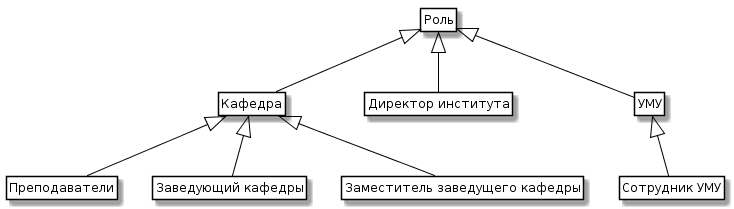 Роль
Кафедра
Директор института
УМУ
Преподаватели
Заведующий кафедры
Заместитель заведущего кафедры
Сотрудник УМУ